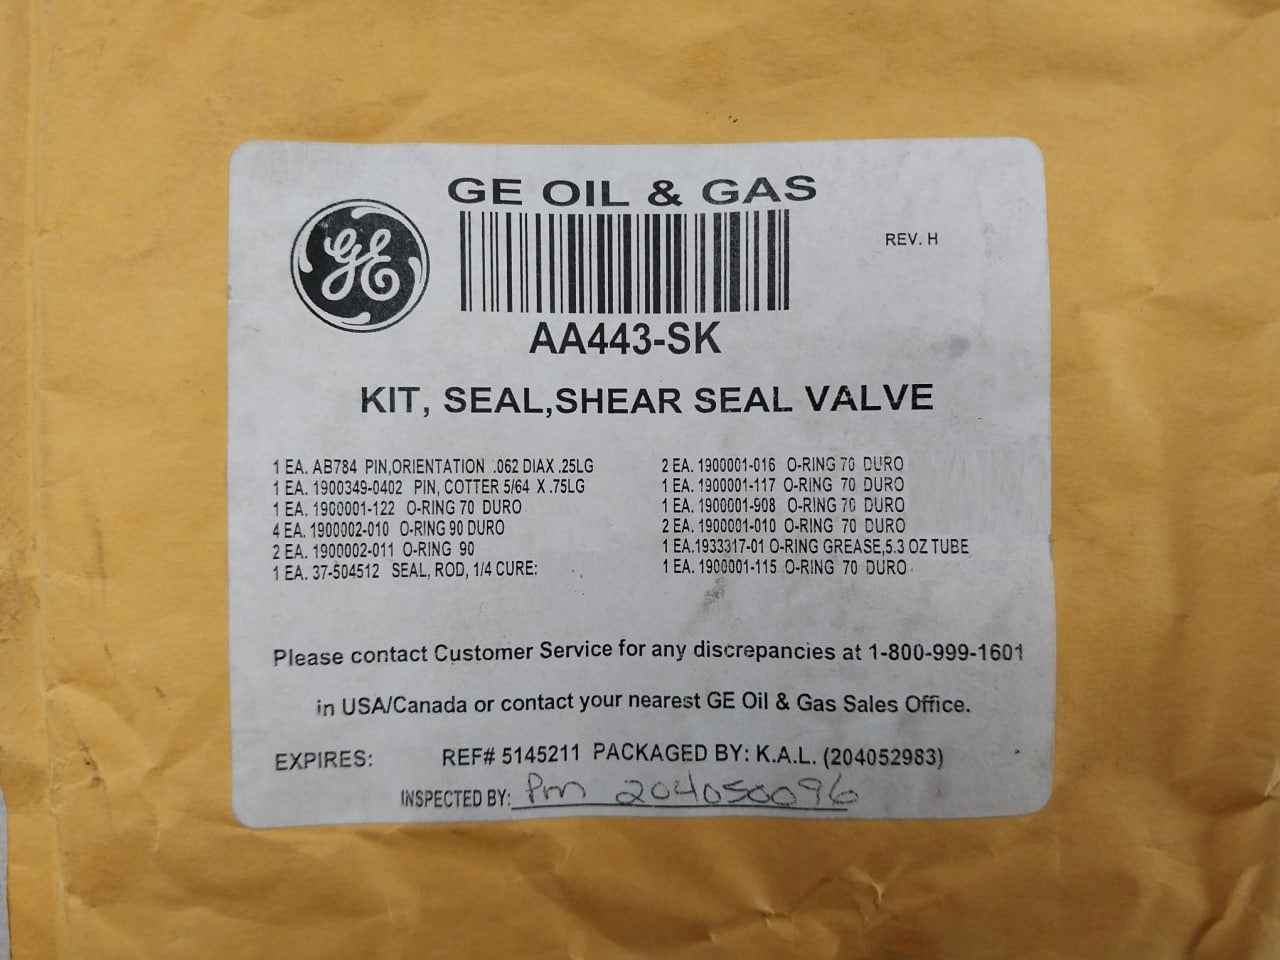 GE OIL & GAS
GE
REV. H
AA443-SK
KIT, SEAL,SHEAR SEAL VALVE
1 EA. AB784 PIN,ORIENTATION .062 DIAX .25LG
1 EA. 1900349-0402 PIN, COTTER 5/64 X .75LG
1 EA. 1900001-122 O-RING 70 DURO
4 EA. 1900002-010 O-RING 90 DURO
2 EA. 1900002-011 O-RING 90
1 EA. 37-504512 SEAL, ROD, 1/4 CURE:
2 EA. 1900001-016 O-RING 70 DURO
1 EA. 1900001-117 O-RING 70 DURO
1 EA. 1900001-908 O-RING 70 DURO
2 EA. 1900001-010 O-RING 70 DURO
1 EA.1933317-01 O-RING GREASE,5.3 OZ TUBE
1 EA. 1900001-115 O-RING 70 DURO
Please contact Customer Service for any discrepancies at 1-800-999-1601
in USA/Canada or contact your nearest GE Oil & Gas Sales Office.
EXPIRES: REF# 5145211 PACKAGED BY: K.A.L. (204052983)
INSPECTED BY: Pm 204050096